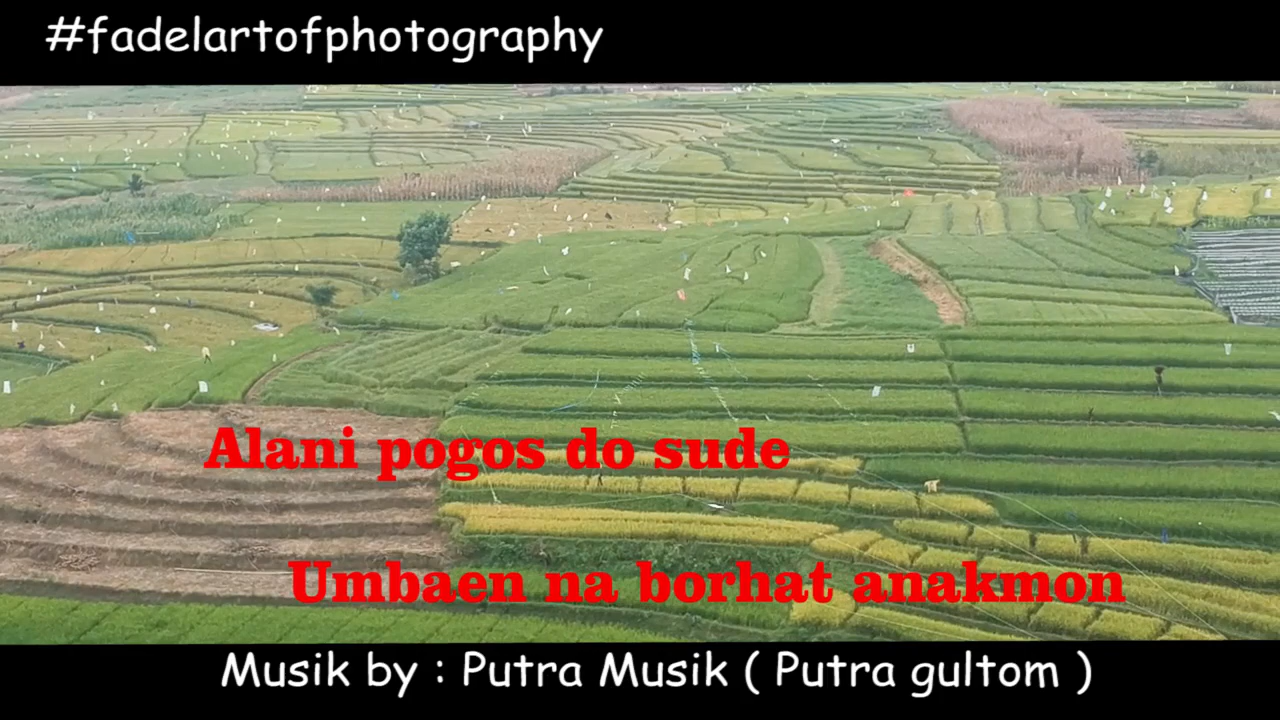 #fadelartofphotography
Alani pogos do sude
Umbaen na borhat anakmon
Musik by : Putra Musik ( Putra gultom )